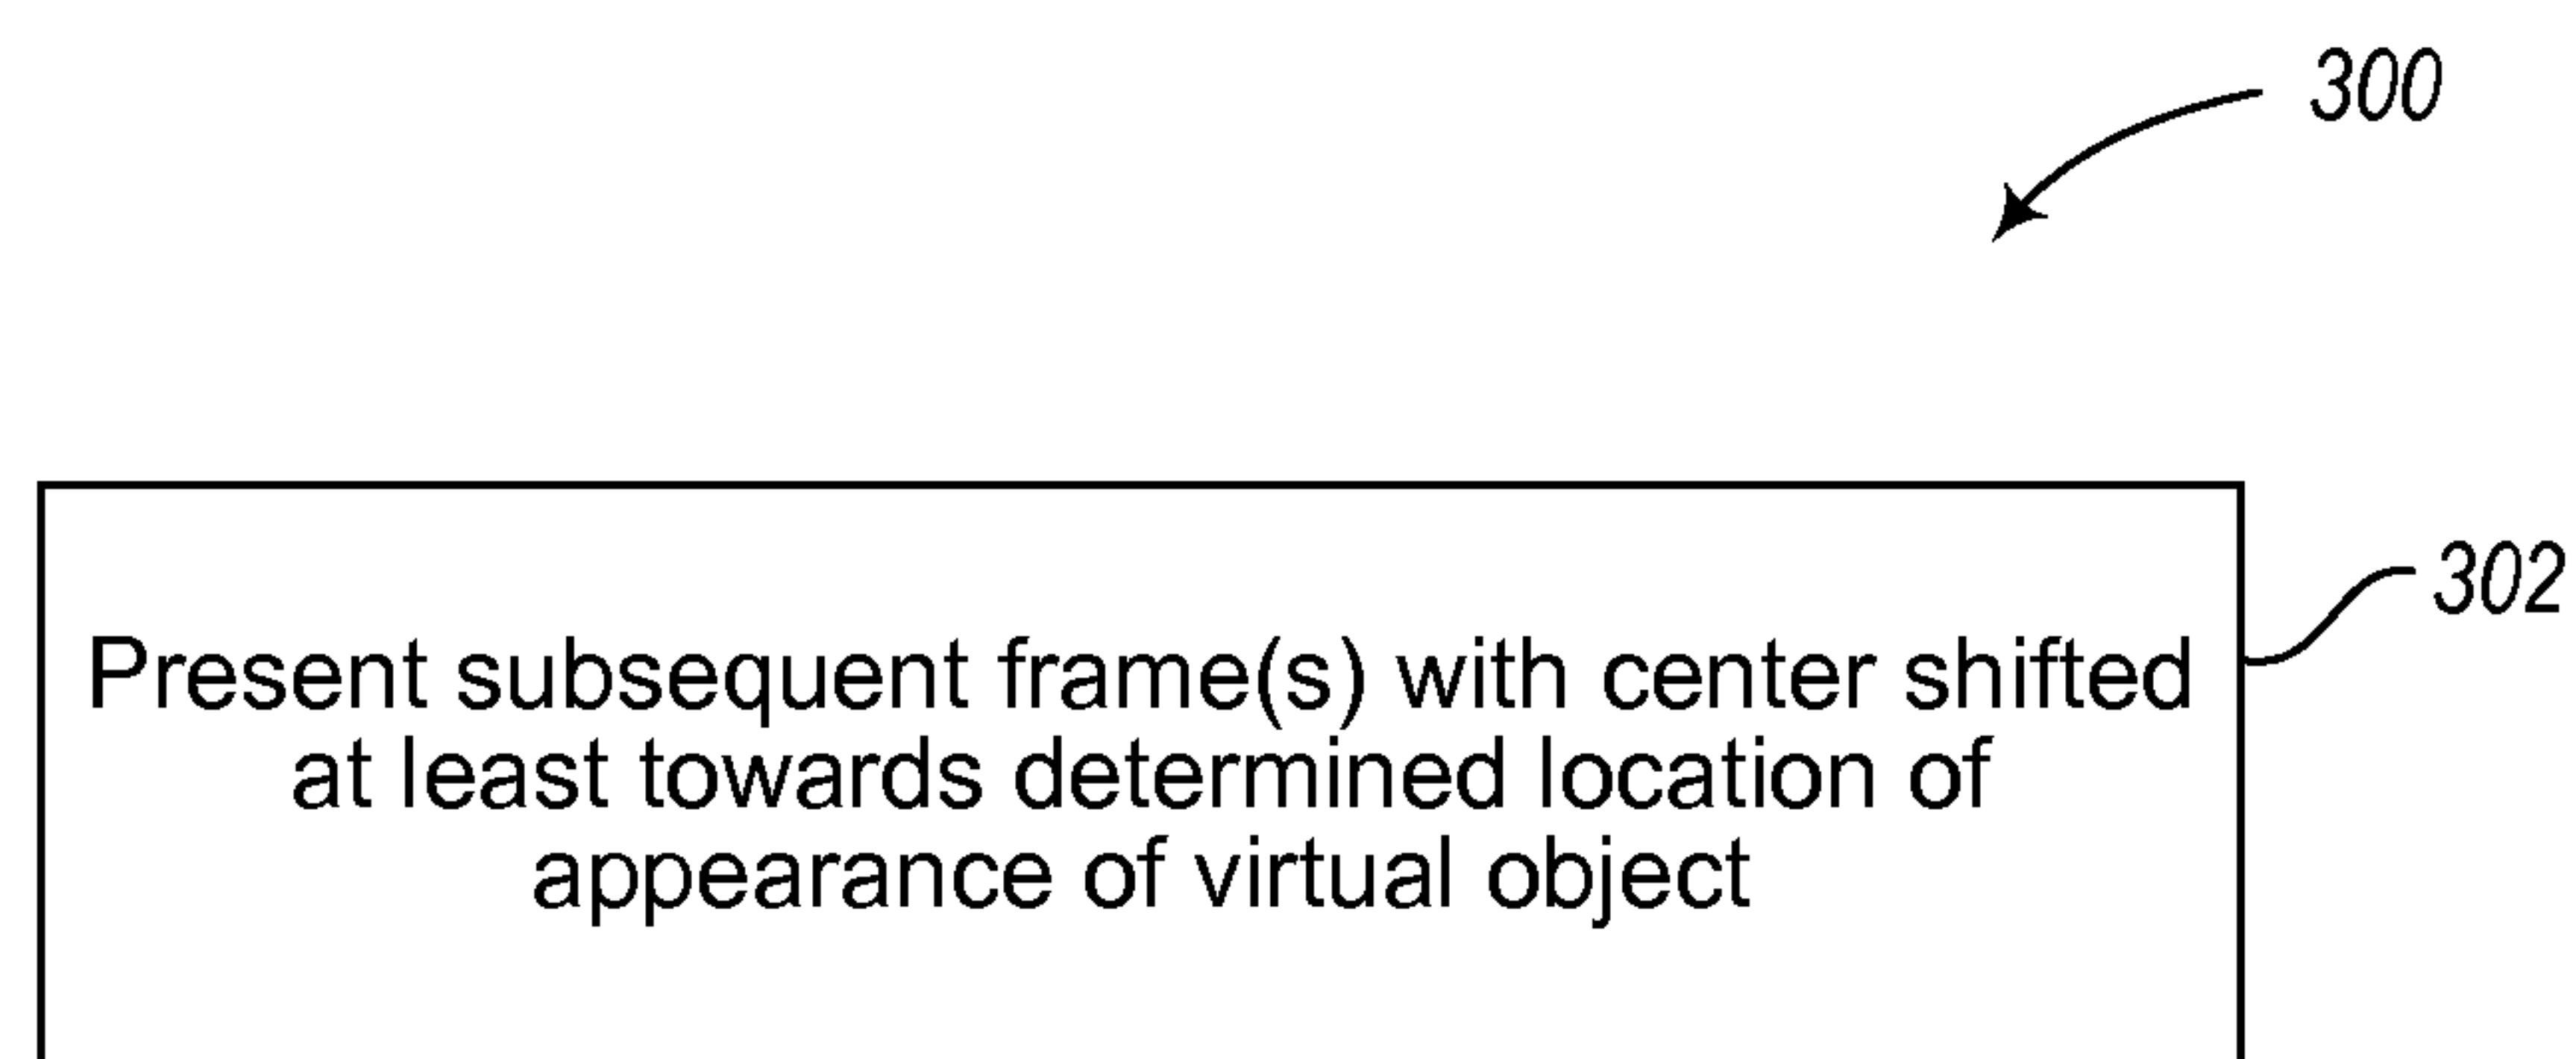 300
302
Present subsequent frame(s) with center shifted
at least towards determined location of
appearance of virtual object